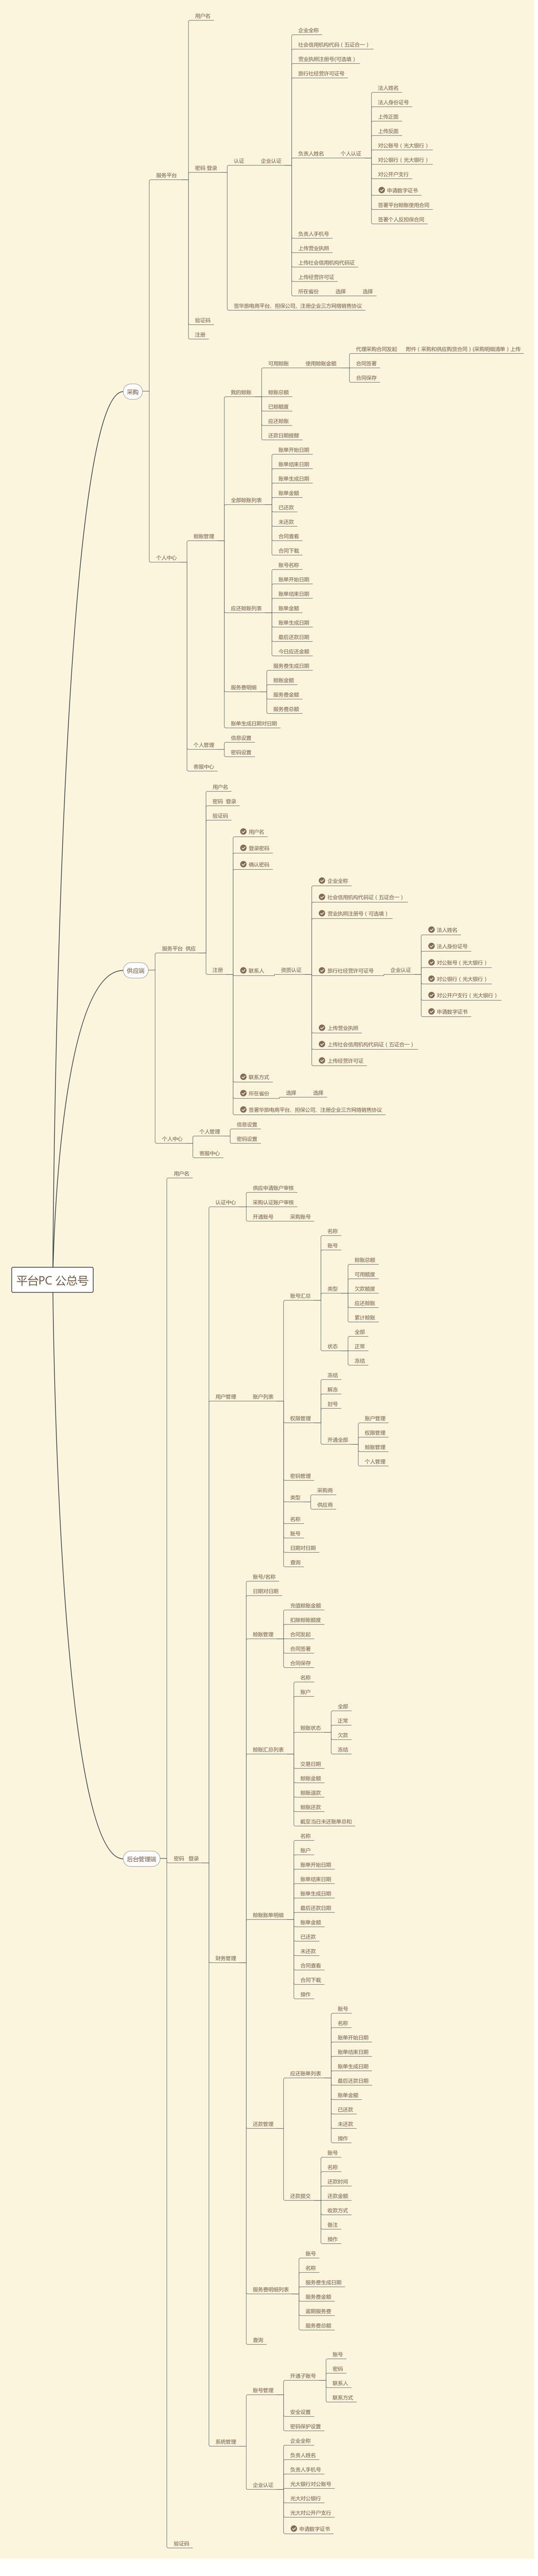 用户名
企业全称
社会信用机构代码（五证合一）
营业执照注册号(可选填）
旅行社经营许可证号
法人姓名
法人身份证号
上传正面
上传反面
对公账号（光大银行）
负责人姓名
个人认证
认证
企业认证
对公银行（光大银行）
密码 登录
服务平台
对公开户支行
申请数字证书
签署平台赊账使用合同
签署个人反担保合同
负责人手机号
上传营业执照
上传社会信用机构代码证
上传经营许可证
所在省份
选择
选择
签华旅电商平台、担保公司、注册企业三方网络销售协议
验证码
注册
代理采购合同发起
附件（采购和供应购货合同）(采购明细清单）上传
可用赊账
使用赊账金额
合同签署
合同保存
采购
我的赊账
赊账总额
已赊额度
应还赊账
还款日期提醒
账单开始日期
账单结束日期
账单生成日期
账单金额
全部赊账列表
已还款
未还款
合同查看
赊账管理
合同下载
个人中心
账号名称
账单开始日期
账单结束日期
账单金额
应还赊账列表
账单生成日期
最后还款日期
今日应还金额
服务费生成日期
赊账金额
服务费明细
服务费金额
服务费总额
账单生成日期对日期
信息设置
个人管理
密码设置
客服中心
用户名
密码 登录
验证码
用户名
登录密码
确认密码
企业全称
社会信用机构代码证（五证合一）
营业执照注册号（可选填）
法人姓名
法人身份证号
服务平台 供应
对公账号（光大银行）
供应端
注册
联系人
资质认证
旅行社经营许可证号
企业认证
对公银行（光大银行）
对公开户支行（光大银行）
申请数字证书
上传营业执照
上传社会信用机构代码证（五证合一）
上传经营许可证
联系方式
所在省份
选择
选择
签署华旅电商平台、担保公司、注册企业三方网络销售协议
信息设置
个人管理
个人中心
密码设置
客服中心
用户名
供应申请账户审核
认证中心
采购认证账户审核
开通账号
采购账号
名称
账号
赊账总额
平台PC 公总号
可用额度
类型
欠款额度
账号汇总
应还赊账
累计赊账
全部
状态
正常
冻结
冻结
用户管理
账户列表
解冻
封号
权限管理
账户管理
权限管理
开通全部
赊账管理
个人管理
密码管理
采购商
类型
供应商
名称
账号
日期对日期
查询
账号/名称
日期对日期
充值赊账金额
扣除赊账额度
赊账管理
合同发起
合同签署
合同保存
名称
账户
全部
赊账状态
正常
欠款
冻结
赊账汇总列表
交易日期
赊账金额
赊账退款
赊账还款
截至当日未还账单总和
后台管理端
密码 登录
名称
账户
账单开始日期
账单结束日期
账单生成日期
最后还款日期
赊账账单明细
账单金额
已还款
未还款
合同查看
财务管理
合同下载
操作
账号
名称
账单开始日期
账单结束日期
应还账单列表
账单生成日期
最后还款日期
账单金额
已还款
还款管理
未还款
操作
账号
名称
还款时间
还款提交
还款金额
收款方式
备注
操作
账号
名称
服务费生成日期
服务费明细列表
服务费金额
逾期服务费
服务费总额
查询
账号
开通子账号
密码
联系人
账号管理
联系方式
安全设置
密码保护设置
系统管理
企业全称
负责人姓名
负责人手机号
企业认证
光大银行对公账号
光大对公银行
光大对公开户支行
申请数字证书
验证码